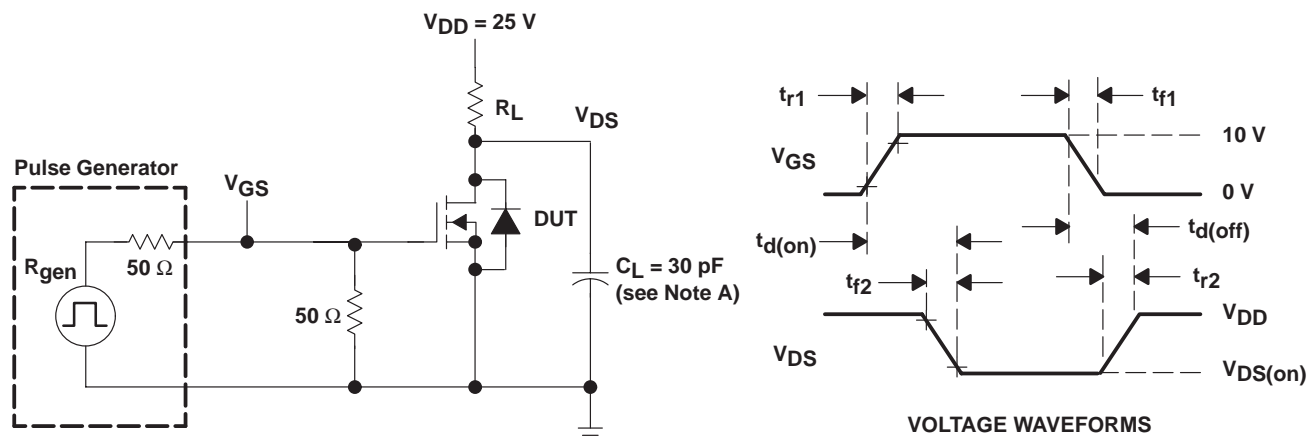 VDD = 25 V
RL
VDS
Pulse Generator
VGS
Rgen
50 Ω
50 Ω
DUT
CL = 30 pF
(see Note A)
tr1
tf1
VGS
10 V
0 V
td(on)
td(off)
tf2
tr2
VDS
VDD
VDS(on)
VOLTAGE WAVEFORMS